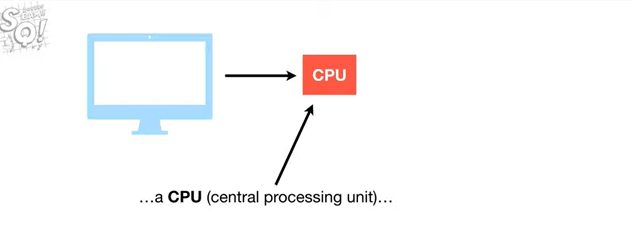 CPU
...a CPU (central processing unit)...